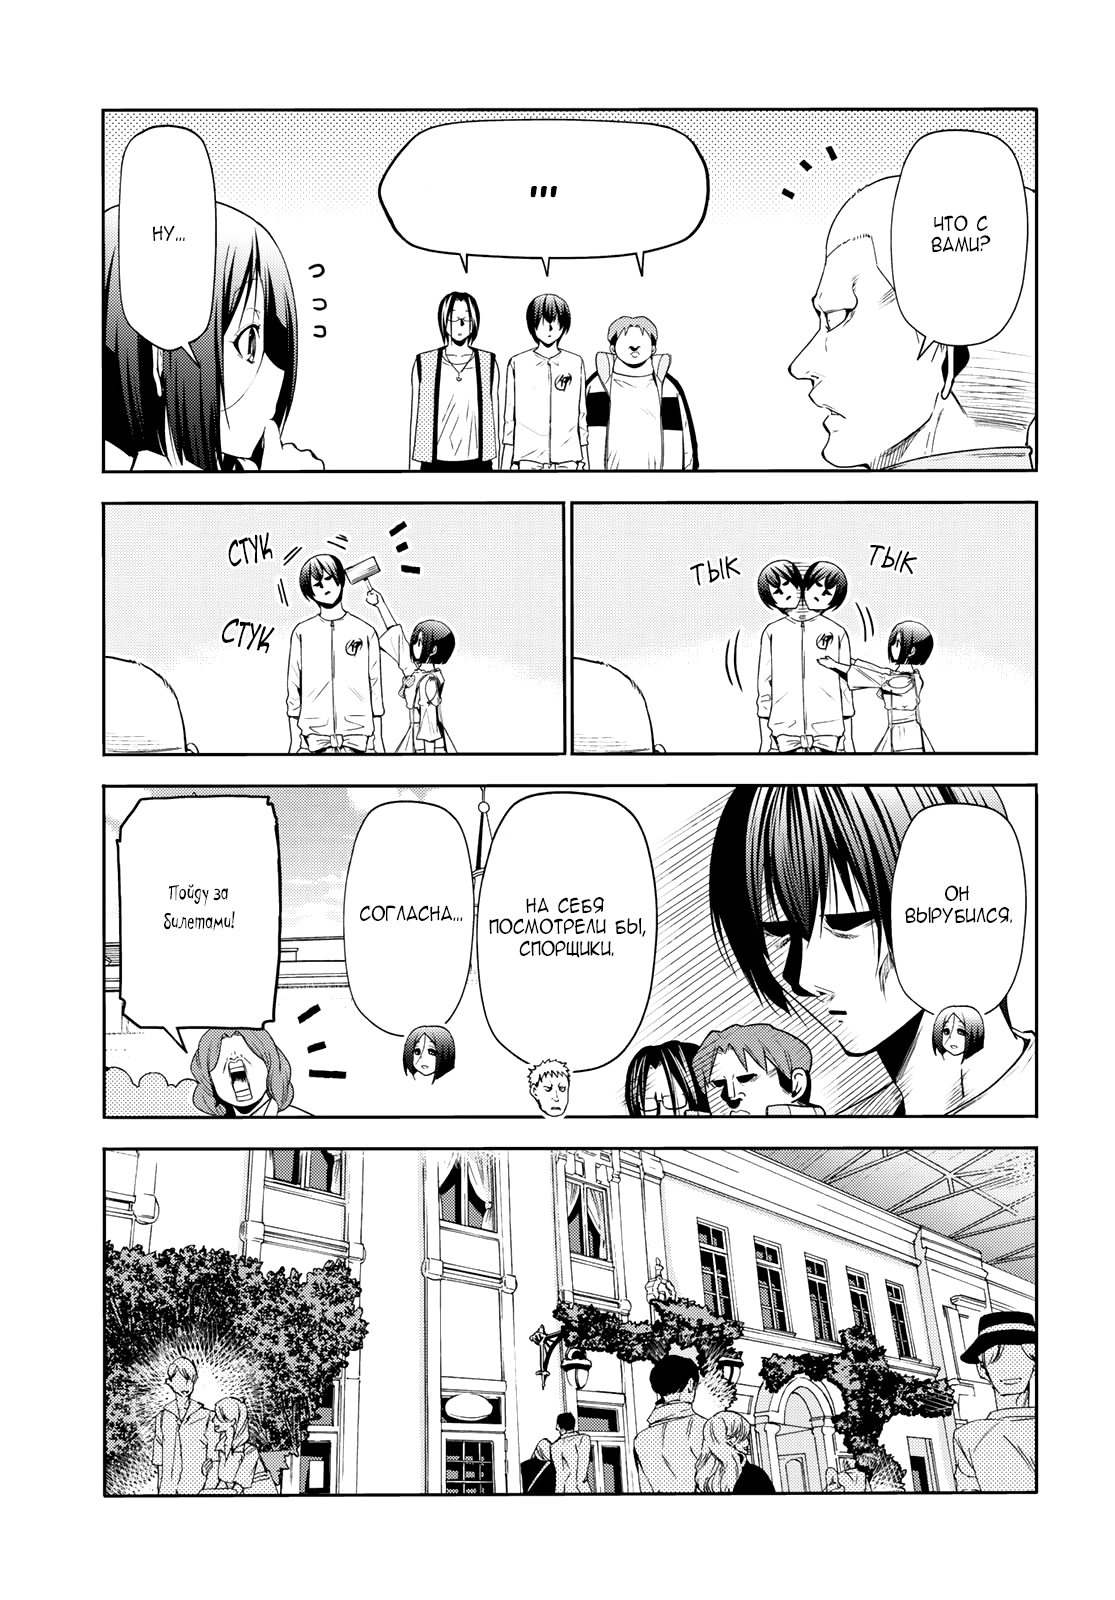 ЧТО С
ВАМИ?
...
НУ...
ТЫК
ТЫК
СТУК
СТУК
ОН
ВЫРУБИЛСЯ.
НА СЕБЯ
ПОСМОТРЕЛИ БЫ,
СПОРЩИКИ.
СОГЛАСНА...
Пойду за
билетами!